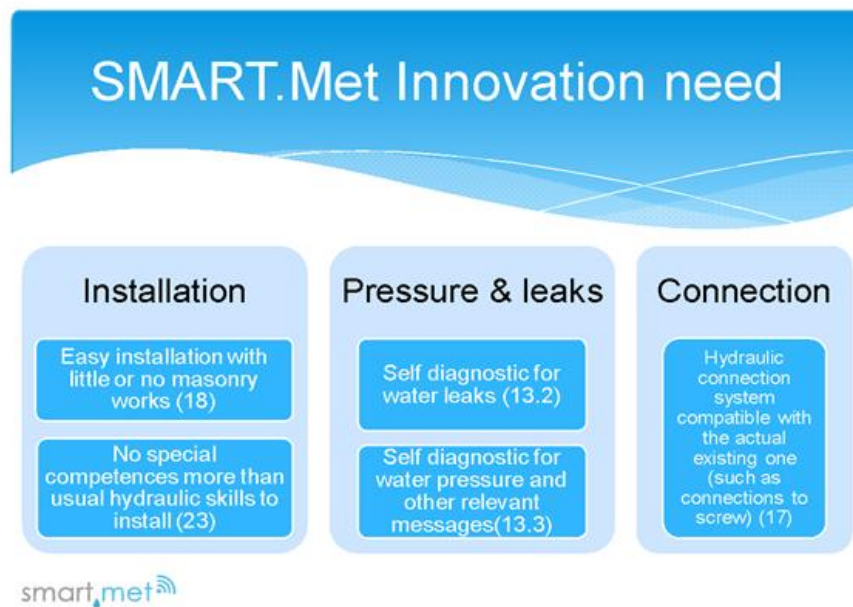 SMART.Met Innovation need
Installation
Easy installation with
little or no masonry
works (18)
No special
competences more than
usual hydraulic skills to
install (23)
Pressure & leaks
Self diagnostic for
water leaks (13.2)
Self diagnostic for
water pressure and
other relevant
messages(13.3)
Connection
Hydraulic
connection
system
compatible with
the actual
existing one
(such as
connections to
screw) (17)
smart.met